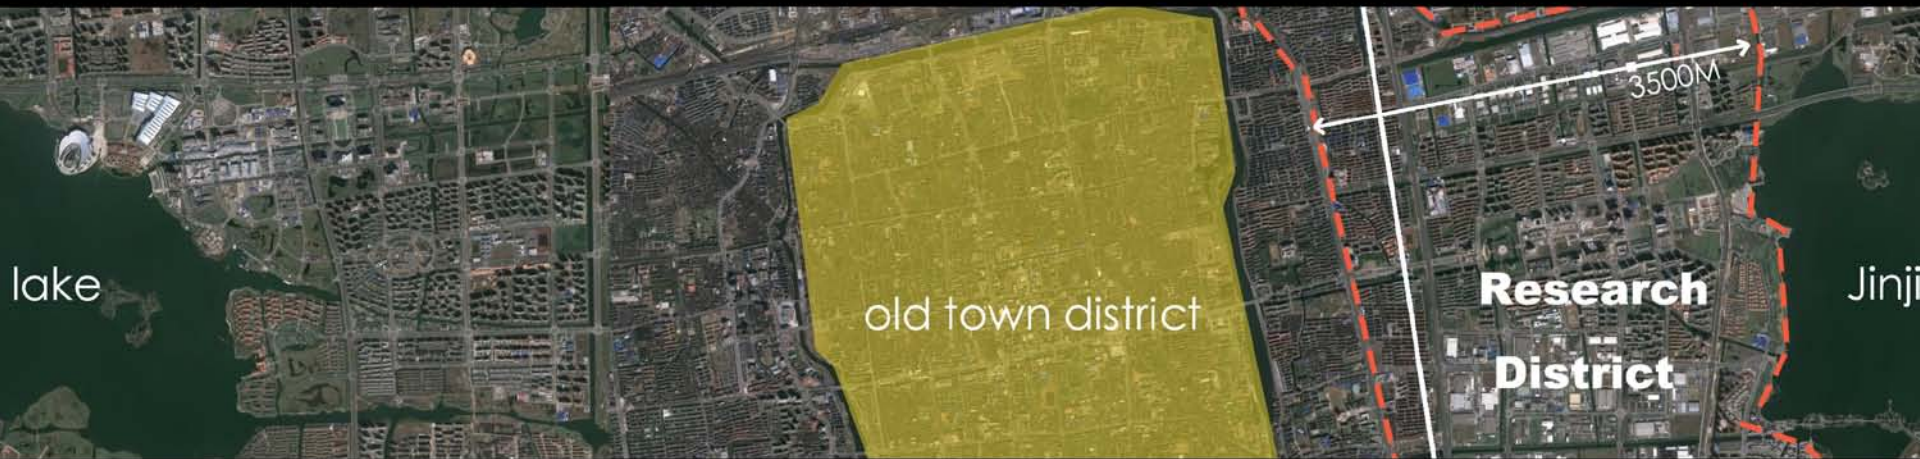 3500M
lake
old town district
Research
District
Jinji